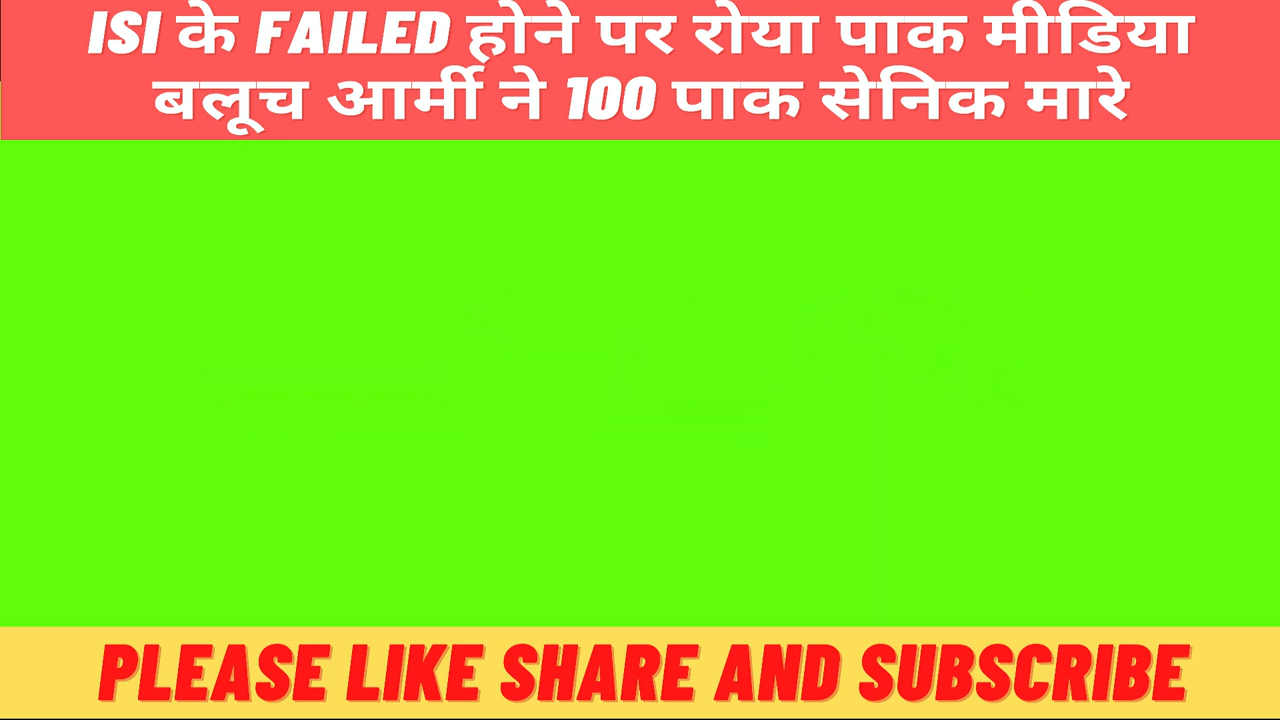 ISI के FAILED होने पर रोया पाक मीडिया
बलूच आर्मी ने 100 पाक सेनिक मारे
PLEASE LIKE SHARE AND SUBSCRIBE